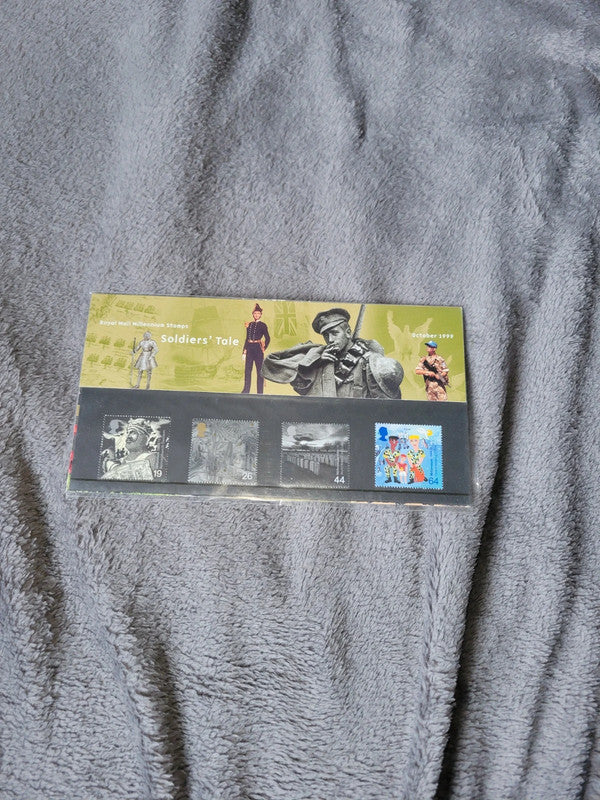 Royal Mail Millennium Stamps
Soldiers' Tale
October 1999
19
26
44
64